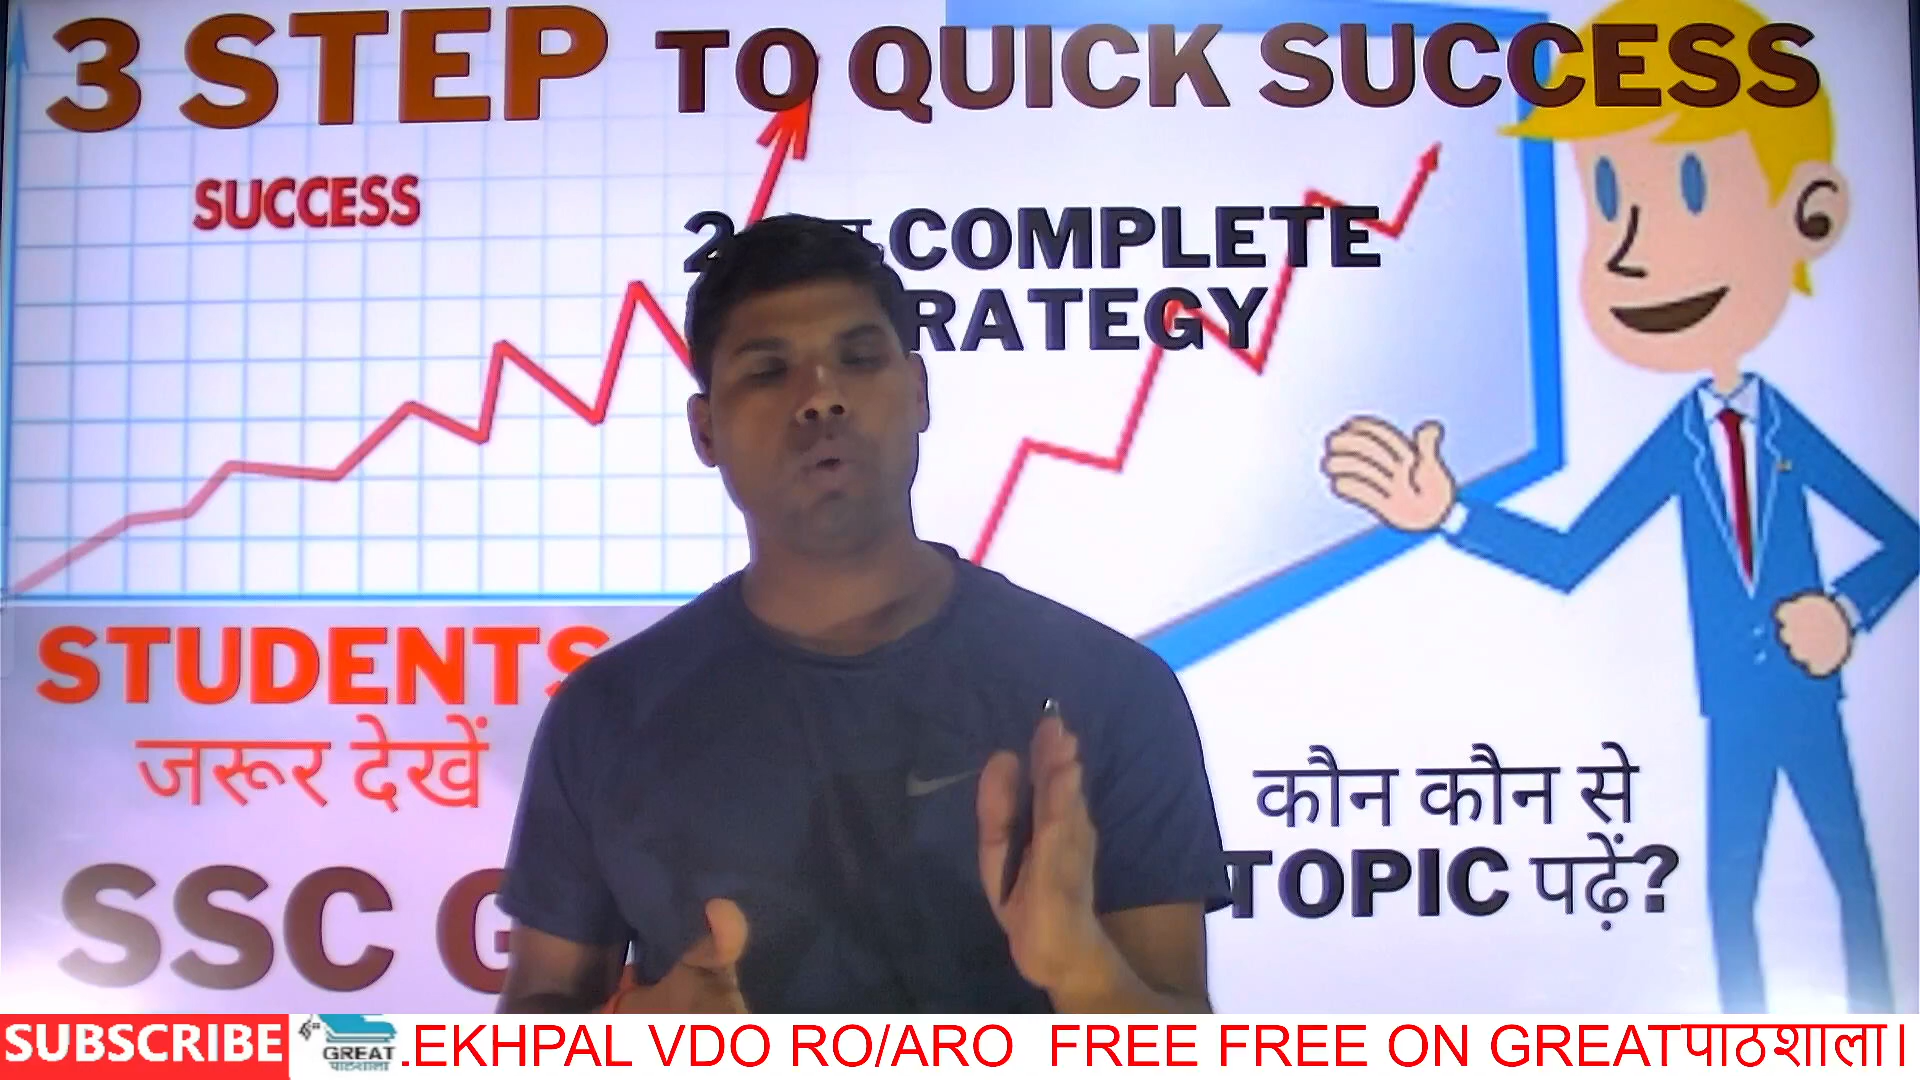 3 STEP TO QUICK SUCCESS
SUCCESS
COMPLETE
STUDENTS
जरूर देखें
कौन कौन से
TOPIC पढ़ें?
SSC
SUBSCRIBE
GREAT
पाठशाला
.EKHPAL VDO RO/ARO FREE FREE ON GREATपाठशाला।